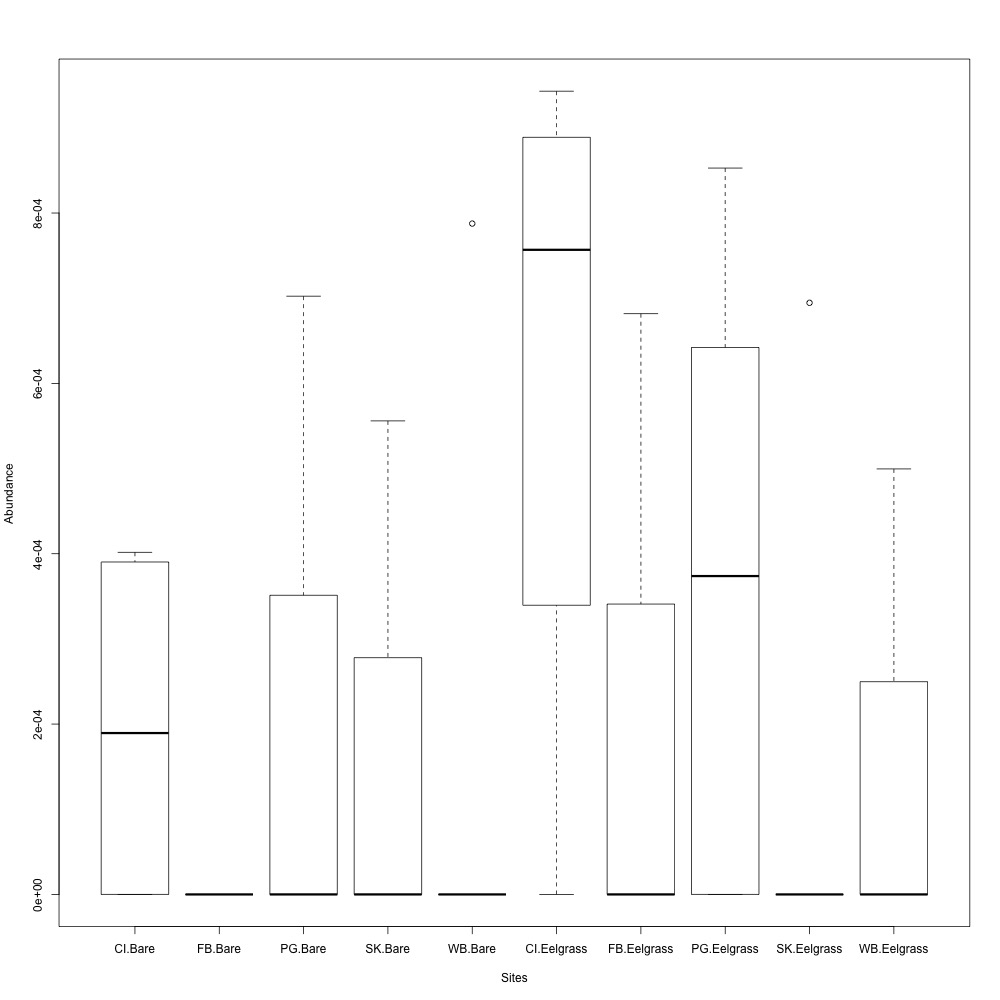 Abundance
8e-04
6e-04
4e-04
2e-04
0e+00
CI.Bare FB.Bare PG.Bare SK.Bare WB.Bare CI.Eelgrass FB.Eelgrass PG.Eelgrass SK.Eelgrass WB.Eelgrass
Sites